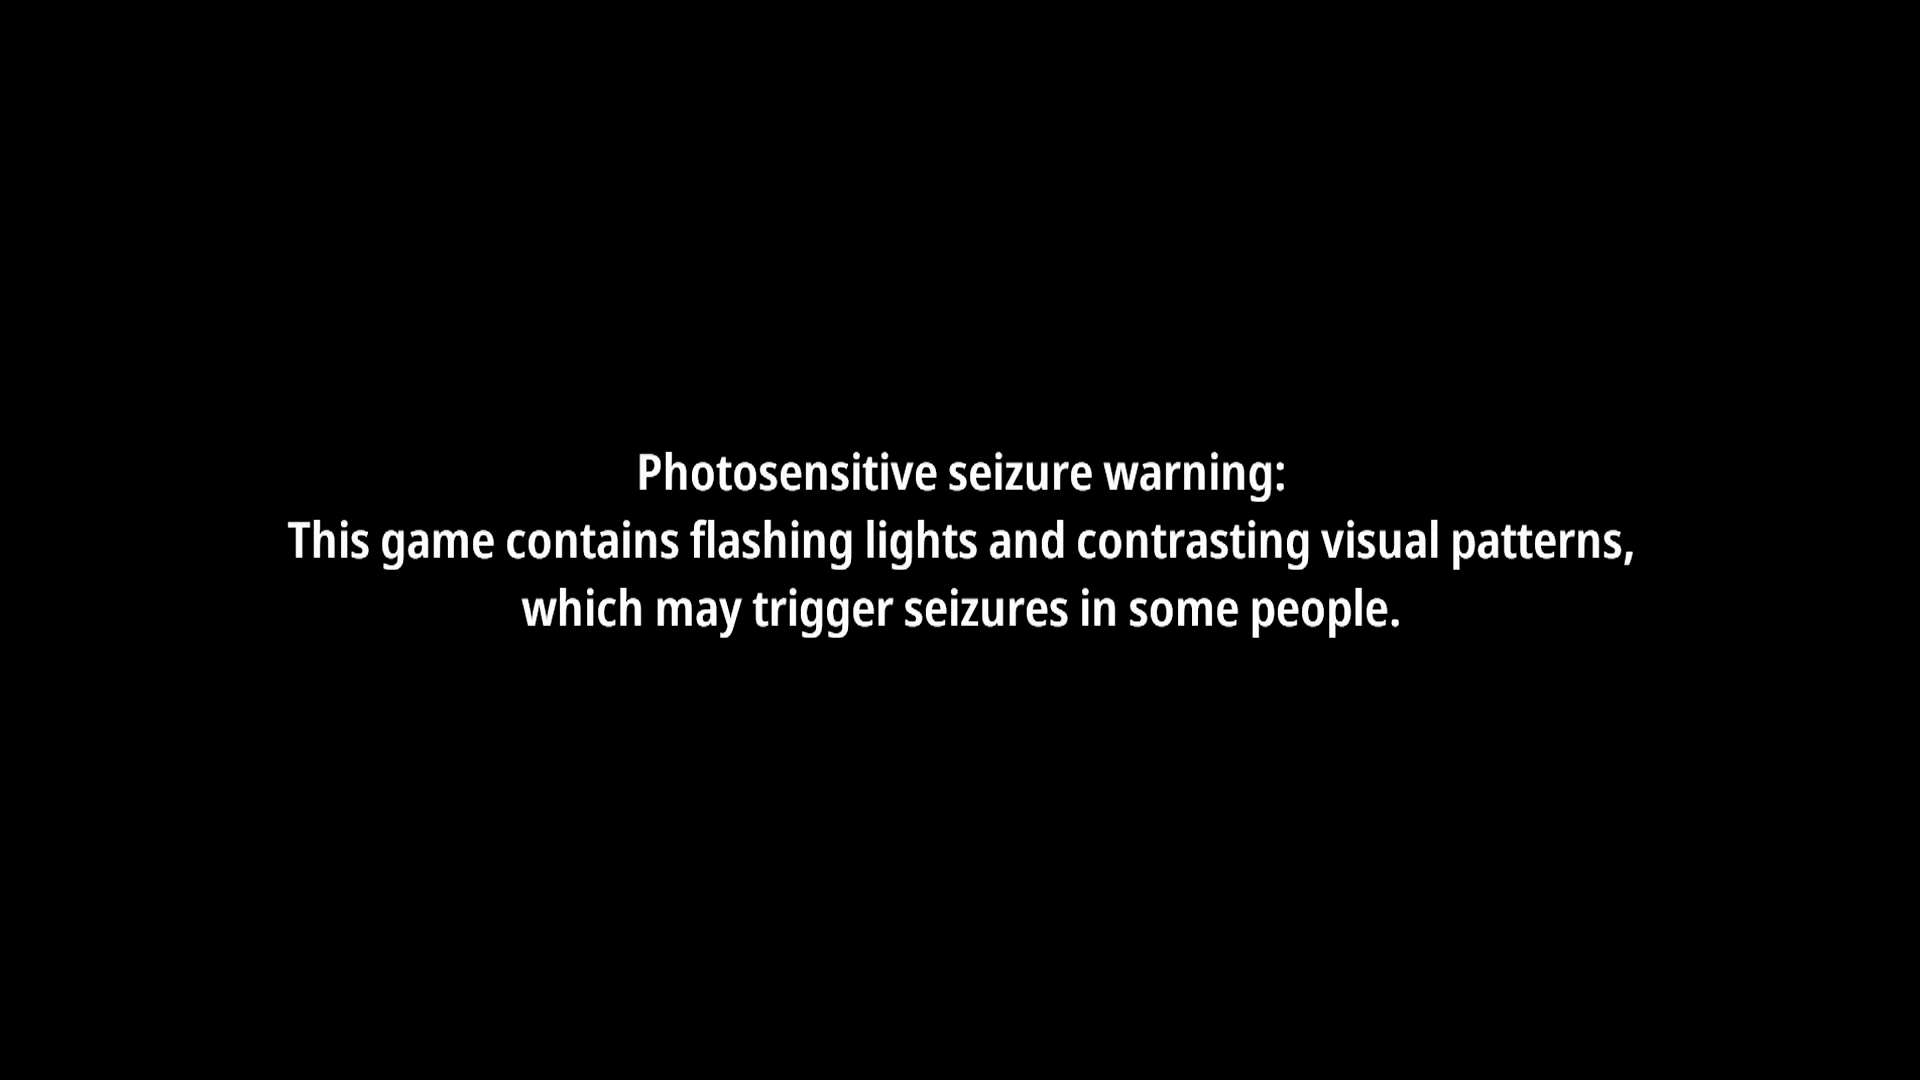 Photosensitive seizure warning:
This game contains flashing lights and contrasting visual patterns,
which may trigger seizures in some people.